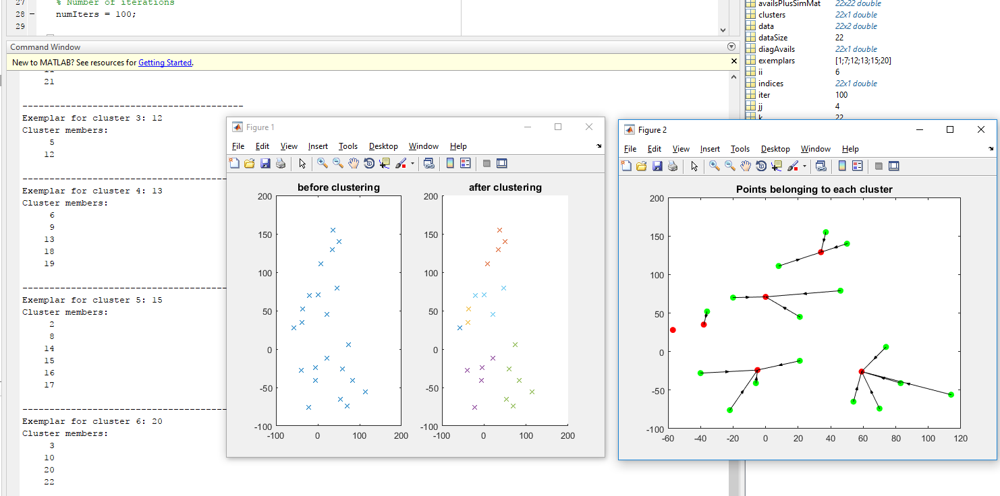 27
% Number of iterations
28 –
numIters = 100;
29
Command Window
New to MATLAB? See resources for Getting Started.
21
-----------------------------------------
Exemplar for cluster 3: 12
Cluster members:
5
12
Exemplar for cluster 4: 13
Cluster members:
6
9
13
18
19
Exemplar for cluster 5: 15
Cluster members:
2
8
14
15
16
17
Exemplar for cluster 6: 20
Cluster members:
3
10
20
22
availsPlusSimMat 22x22 double
clusters 22x1 double
data 22x2 double
dataSize 22
diagAvails 22x1 double
exemplars [1;7;12;13;15;20]
ii 6
indices 22x1 double
iter 100
jj 4
k 22
Figure 1
File Edit View Insert Tools Desktop Window Help
before clustering
200
150
100
50
0
-50
-100
-100 0 100 200
after clustering
200
150
100
50
0
-50
-100
-100 0 100 200
Figure 2
File Edit View Insert Tools Desktop Window Help
Points belonging to each cluster
200
150
100
50
0
-50
-100
-60 -40 -20 0 20 40 60 80 100 120